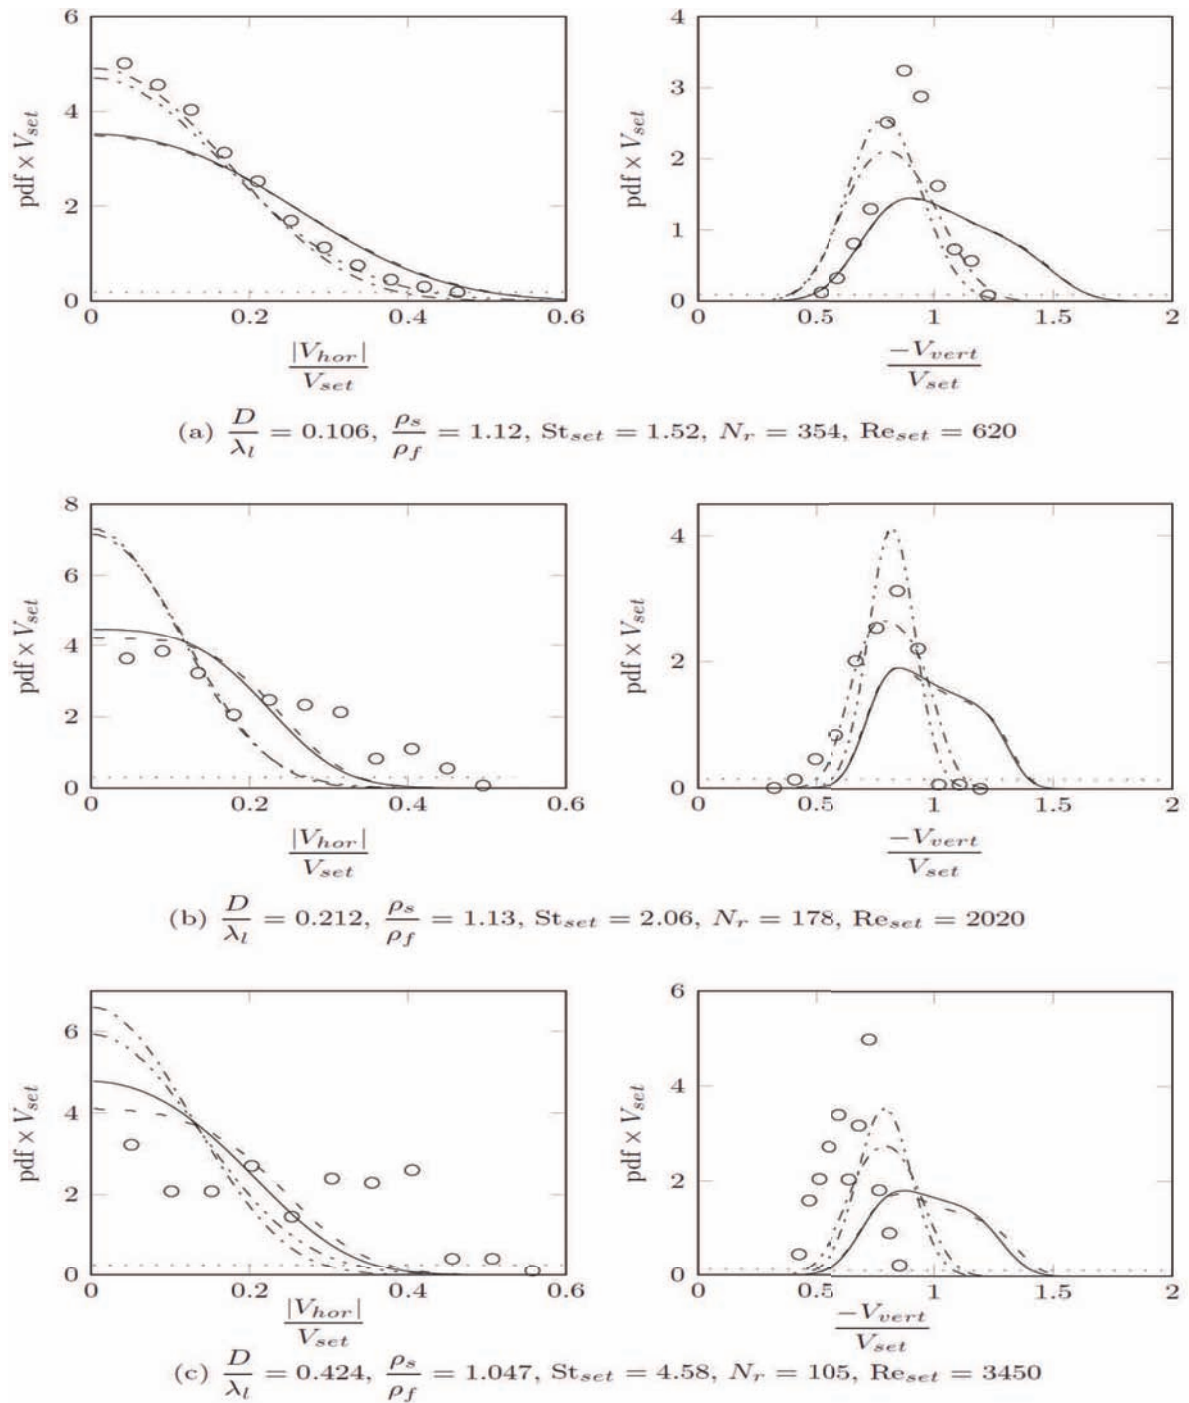 6
4
2
0
pdf × V_set
0 0.2 0.4 0.6
|V_hor|
V_set
4
3
2
1
0
pdf × V_set
0 0.5 1 1.5 2
−V_vert
V_set
(a) D/λ_l = 0.106, ρ_s/ρ_f = 1.12, St_set = 1.52, N_r = 354, Re_set = 620
8
6
4
2
0
pdf × V_set
0 0.2 0.4 0.6
|V_hor|
V_set
4
2
0
pdf × V_set
0 0.5 1 1.5 2
−V_vert
V_set
(b) D/λ_l = 0.212, ρ_s/ρ_f = 1.13, St_set = 2.06, N_r = 178, Re_set = 2020
6
4
2
0
pdf × V_set
0 0.2 0.4 0.6
|V_hor|
V_set
6
4
2
0
pdf × V_set
0 0.5 1 1.5 2
−V_vert
V_set
(c) D/λ_l = 0.424, ρ_s/ρ_f = 1.047, St_set = 4.58, N_r = 105, Re_set = 3450